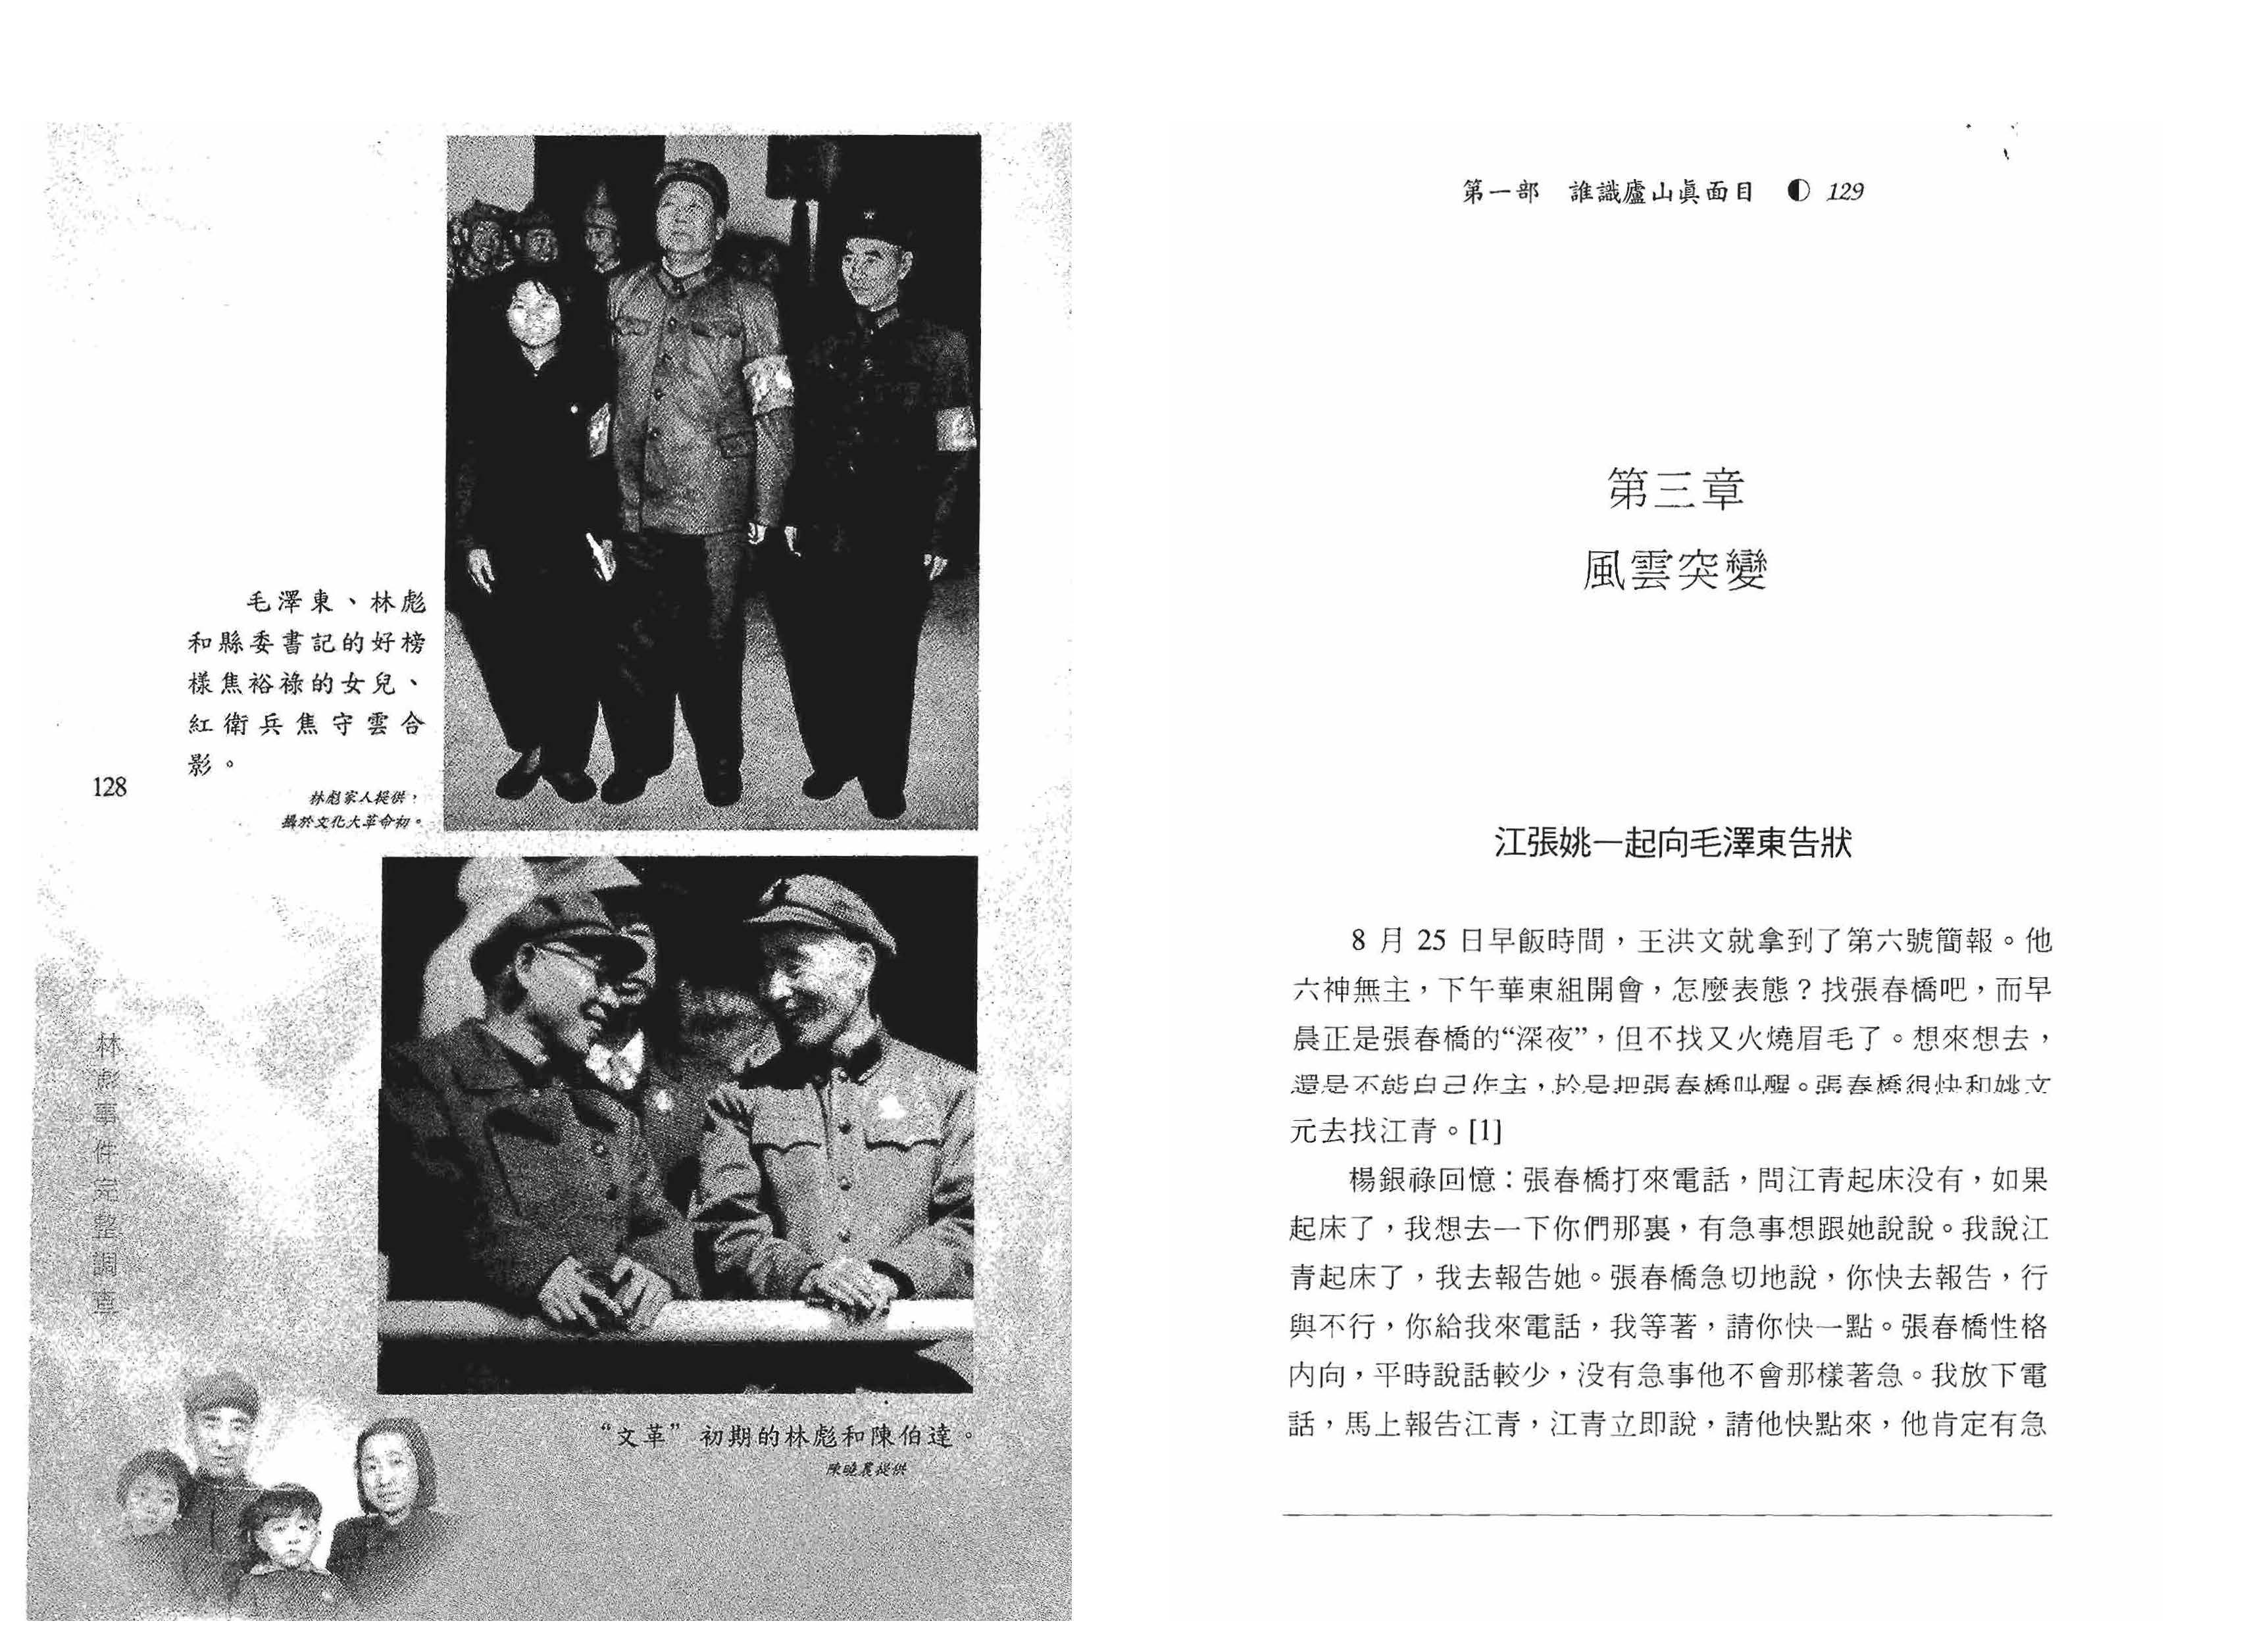 毛澤東、林彪
和縣委書記的好榜
樣焦裕祿的女兒、
紅衛兵焦守雲合
影。
林彪家人提供，
攝於文化大革命初。
128
林彪事件完整調查
“文革”初期的林彪和陳伯達。
陳曉農提供
第一部 誰識廬山眞面目 129
第三章
風雲突變
江張姚一起向毛澤東告狀
8 月 25 日早飯時間，王洪文就拿到了第六號簡報。他
六神無主，下午華東組開會，怎麼表態？找張春橋吧，而早
晨正是張春橋的“深夜”，但不找又火燒眉毛了。想來想去，
還是不能自己作主，於是把張春橋叫醒。張春橋很快和姚文
元去找江青。[1]
楊銀祿回憶：張春橋打來電話，問江青起床没有，如果
起床了，我想去一下你們那裏，有急事想跟她說說。我說江
青起床了，我去報告她。張春橋急切地說，你快去報告，行
與不行，你給我來電話，我等著，請你快一點。張春橋性格
内向，平時說話較少，没有急事他不會那樣著急。我放下電
話，馬上報告江青，江青立即說，請他快點來，他肯定有急